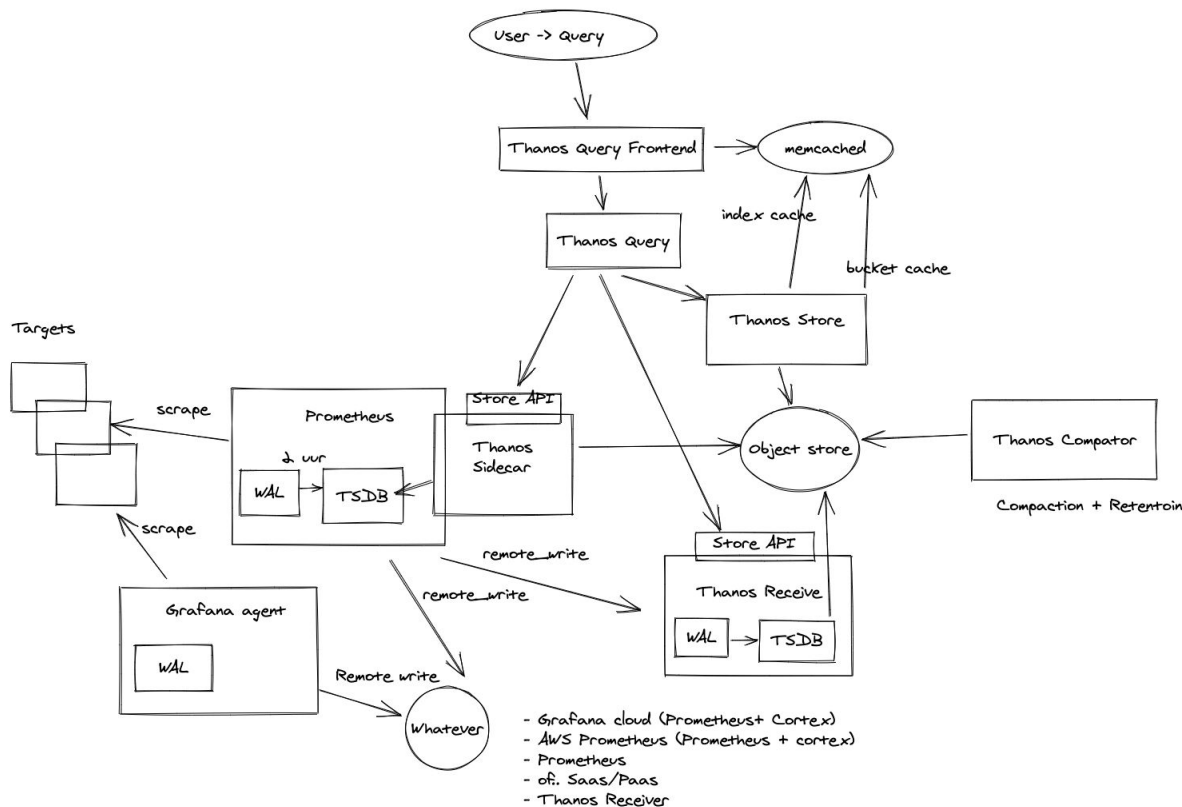 User -> Query
Thanos Query Frontend
memcached
index cache
Thanos Query
bucket cache
Thanos Store
Targets
scrape
Prometheus
Store API
Thanos
Sidecar
Object store
Thanos Compator
2 uur
WAL
TSDB
Compaction + Retentoin
scrape
remote_write
Store API
remote_write
Thanos Receive
Grafana agent
WAL
TSDB
WAL
Remote write
Whatever
- Grafana cloud (Prometheus+ Cortex)
- AWS Prometheus (Prometheus + cortex)
- Prometheus
- of.. Saas/Paas
- Thanos Receiver